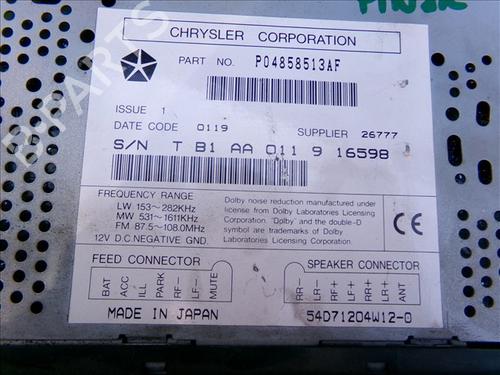 CHRYSLER CORPORATION
PART NO. P04858513AF
ISSUE 1
DATE CODE 0119 SUPPLIER 26777
S/N T B1 AA 011 9 16598
FREQUENCY RANGE
LW 153~282KHz
MW 531~1611KHz
FM 87.5~108.0MHz
12V D.C.NEGATIVE GND.
Dolby noise reduction manufactured under
license from Dolby Laboratories Licensing
Corporation. "Dolby" and the double-D
symbol are trademarks of Dolby
Laboratories Licensing Corporation.
CE
FEED CONNECTOR
BAT ACC ILL PARK RF- LF- MUTE
SPEAKER CONNECTOR
RR- LR- RF+ LF+ RR+ LR+ ANT
MADE IN JAPAN
54D71204W12-0
B-PARTS